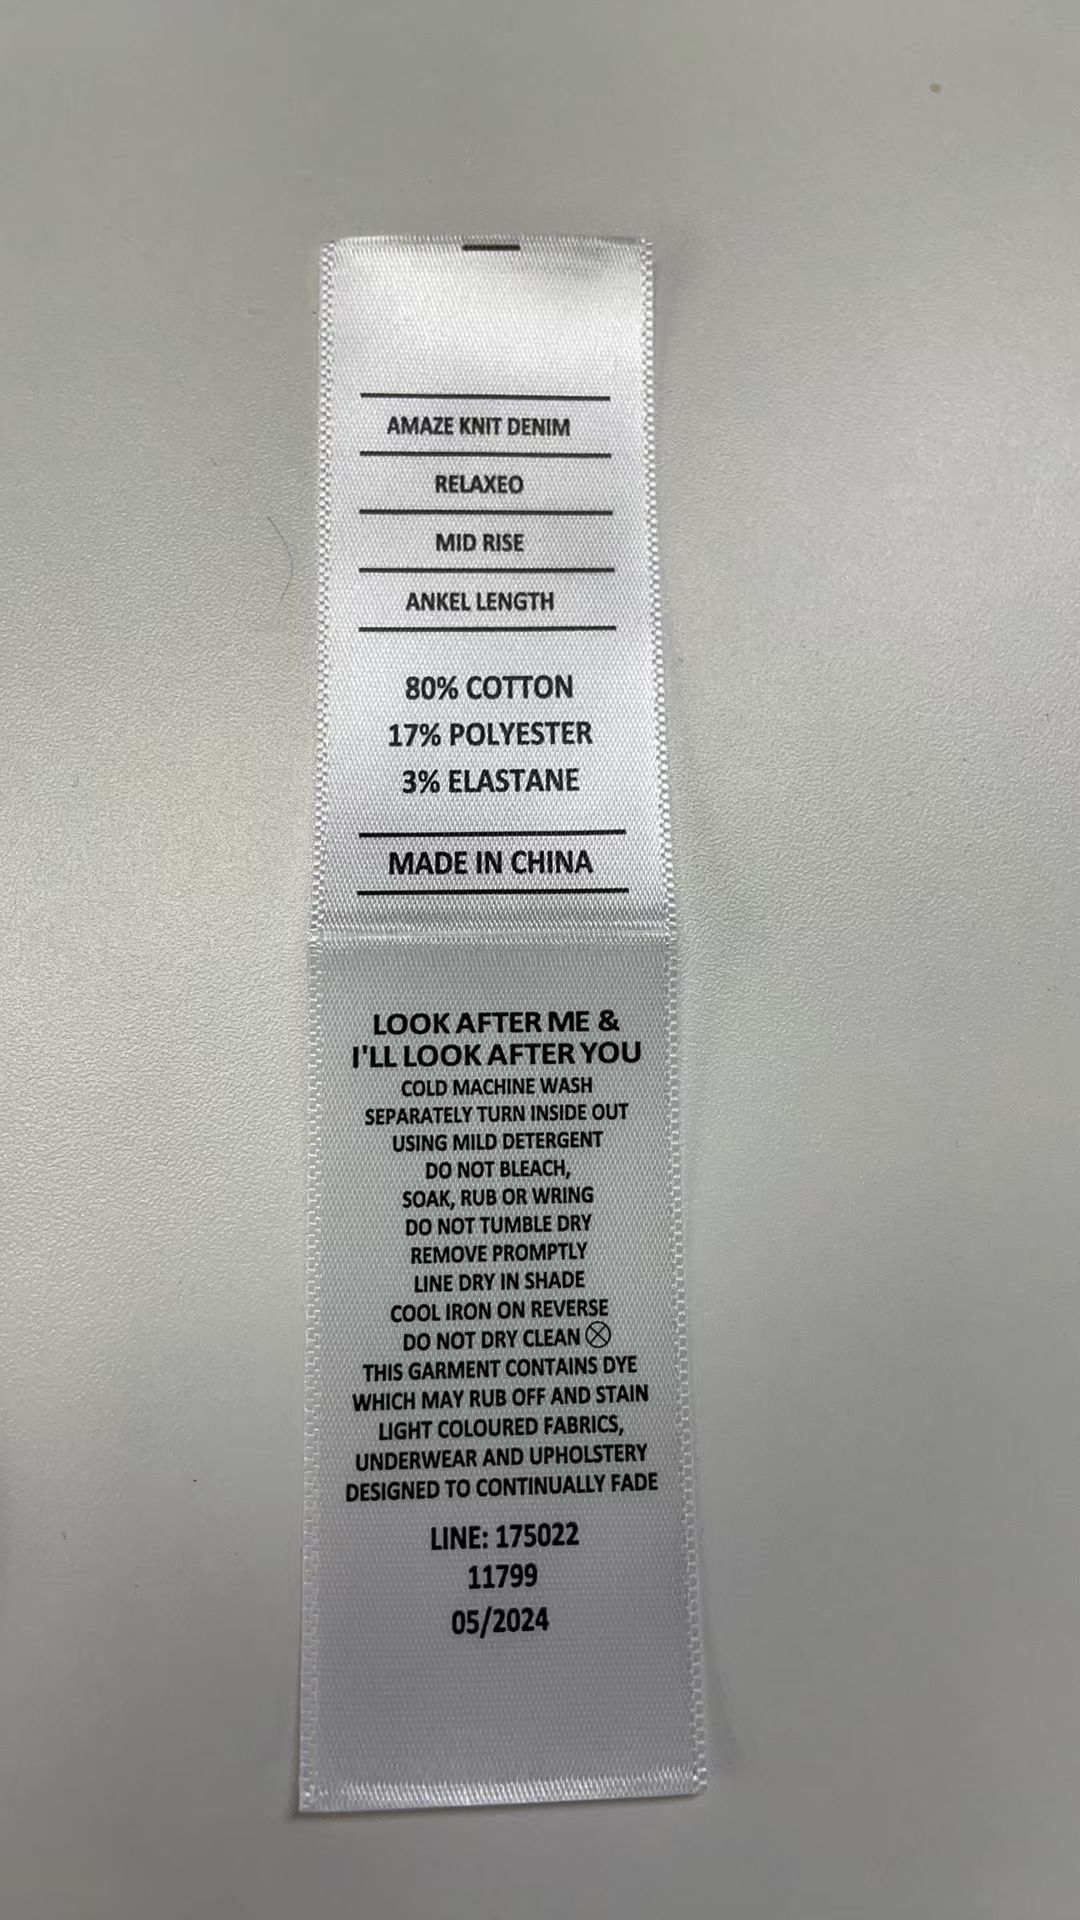 AMAZE KNIT DENIM
RELAXEO
MID RISE
ANKEL LENGTH
80% COTTON
17% POLYESTER
3% ELASTANE
MADE IN CHINA
LOOK AFTER ME &
I'LL LOOK AFTER YOU
COLD MACHINE WASH
SEPARATELY TURN INSIDE OUT
USING MILD DETERGENT
DO NOT BLEACH,
SOAK, RUB OR WRING
DO NOT TUMBLE DRY
REMOVE PROMPTLY
LINE DRY IN SHADE
COOL IRON ON REVERSE
DO NOT DRY CLEAN
THIS GARMENT CONTAINS DYE
WHICH MAY RUB OFF AND STAIN
LIGHT COLOURED FABRICS,
UNDERWEAR AND UPHOLSTERY
DESIGNED TO CONTINUALLY FADE
LINE: 175022
11799
05/2024